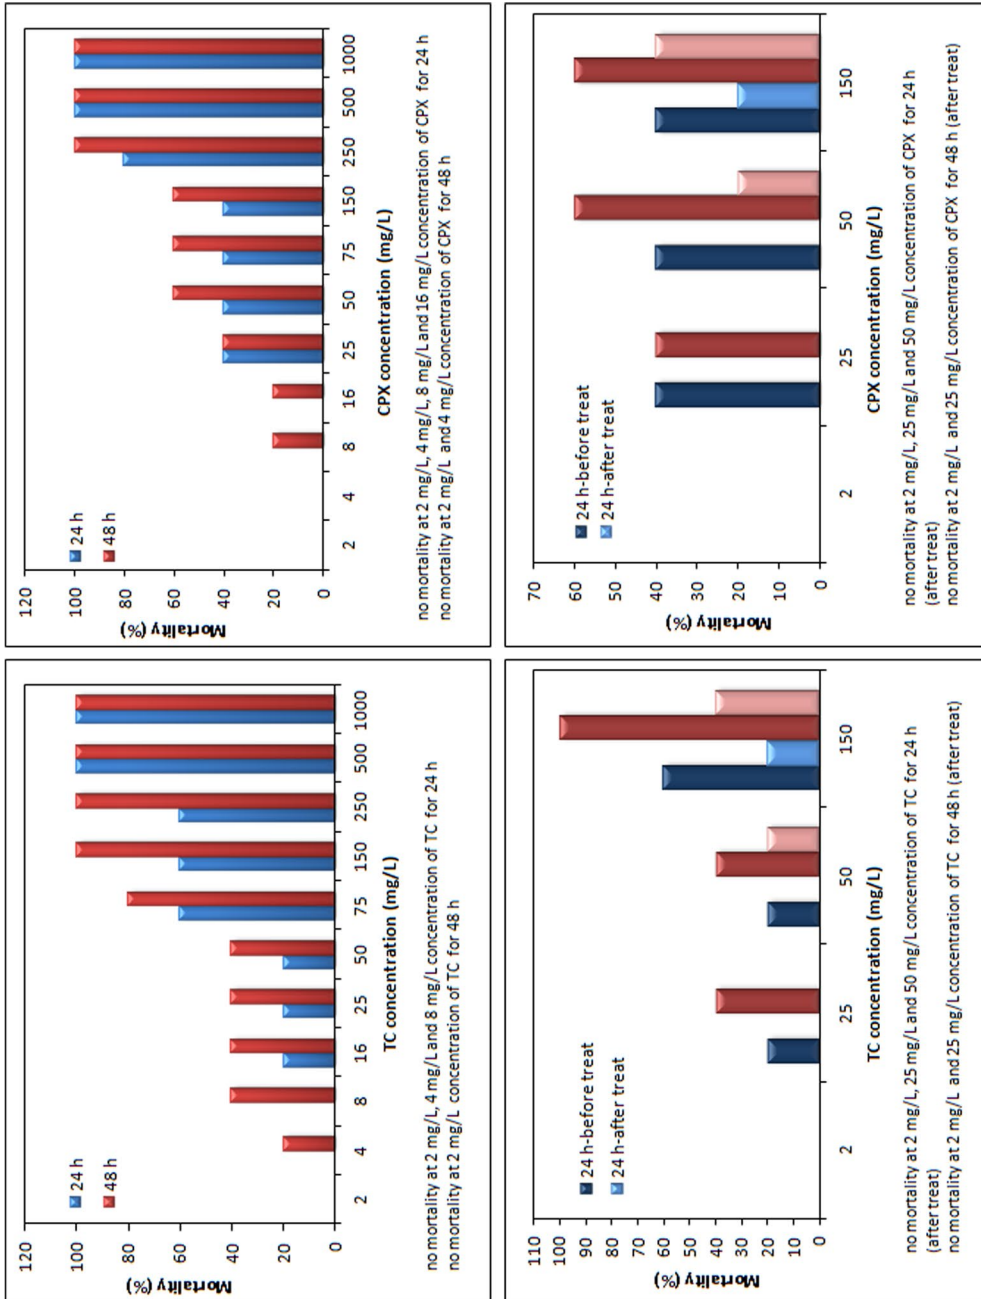 120
100
80
60
40
20
0
Mortality (%)
24 h
48 h
2 4 8 16 25 50 75 150 250 500 1000
TC concentration (mg/L)
no mortality at 2 mg/L, 4 mg/L and 8 mg/L concentration of TC for 24 h
no mortality at 2 mg/L concentration of TC for 48 h
120
100
80
60
40
20
0
Mortality (%)
24 h
48 h
2 4 8 16 25 50 75 150 250 500 1000
CPX concentration (mg/L)
no mortality at 2 mg/L, 4 mg/L, 8 mg/L and 16 mg/L concentration of CPX for 24 h
no mortality at 2 mg/L and 4 mg/L concentration of CPX for 48 h
110
100
90
80
70
60
50
40
30
20
10
0
Mortality (%)
24 h-before treat
24 h-after treat
2 25 50 150
TC concentration (mg/L)
no mortality at 2 mg/L, 25 mg/L and 50 mg/L concentration of TC for 24 h
(after treat)
no mortality at 2 mg/L and 25 mg/L concentration of TC for 48 h (after treat)
70
60
50
40
30
20
10
0
Mortality (%)
24 h-before treat
24 h-after treat
2 25 50 150
CPX concentration (mg/L)
no mortality at 2 mg/L, 25 mg/L and 50 mg/L concentration of CPX for 24 h
(after treat)
no mortality at 2 mg/L and 25 mg/L concentration of CPX for 48 h (after treat)